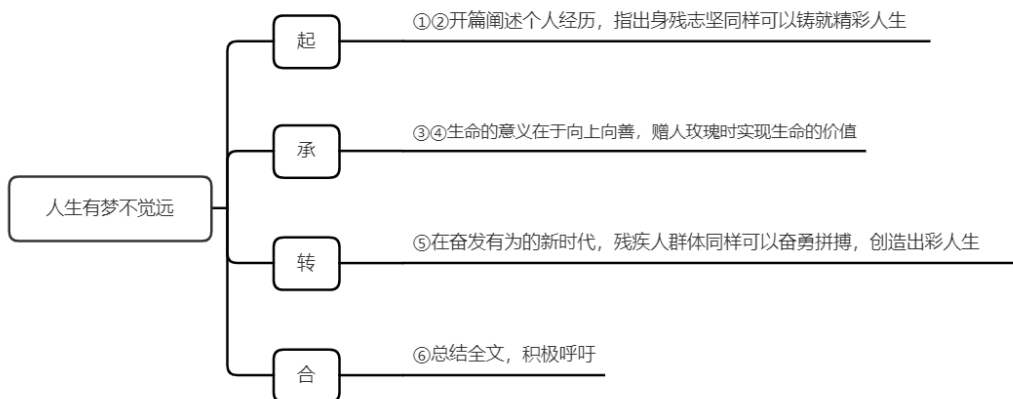 人生有梦不觉远
起
①②开篇阐述个人经历，指出身残志坚同样可以铸就精彩人生
承
③④生命的意义在于向上向善，赠人玫瑰时实现生命的价值
转
⑤在奋发有为的新时代，残疾人群体同样可以奋勇拼搏，创造出彩人生
合
⑥总结全文，积极呼吁